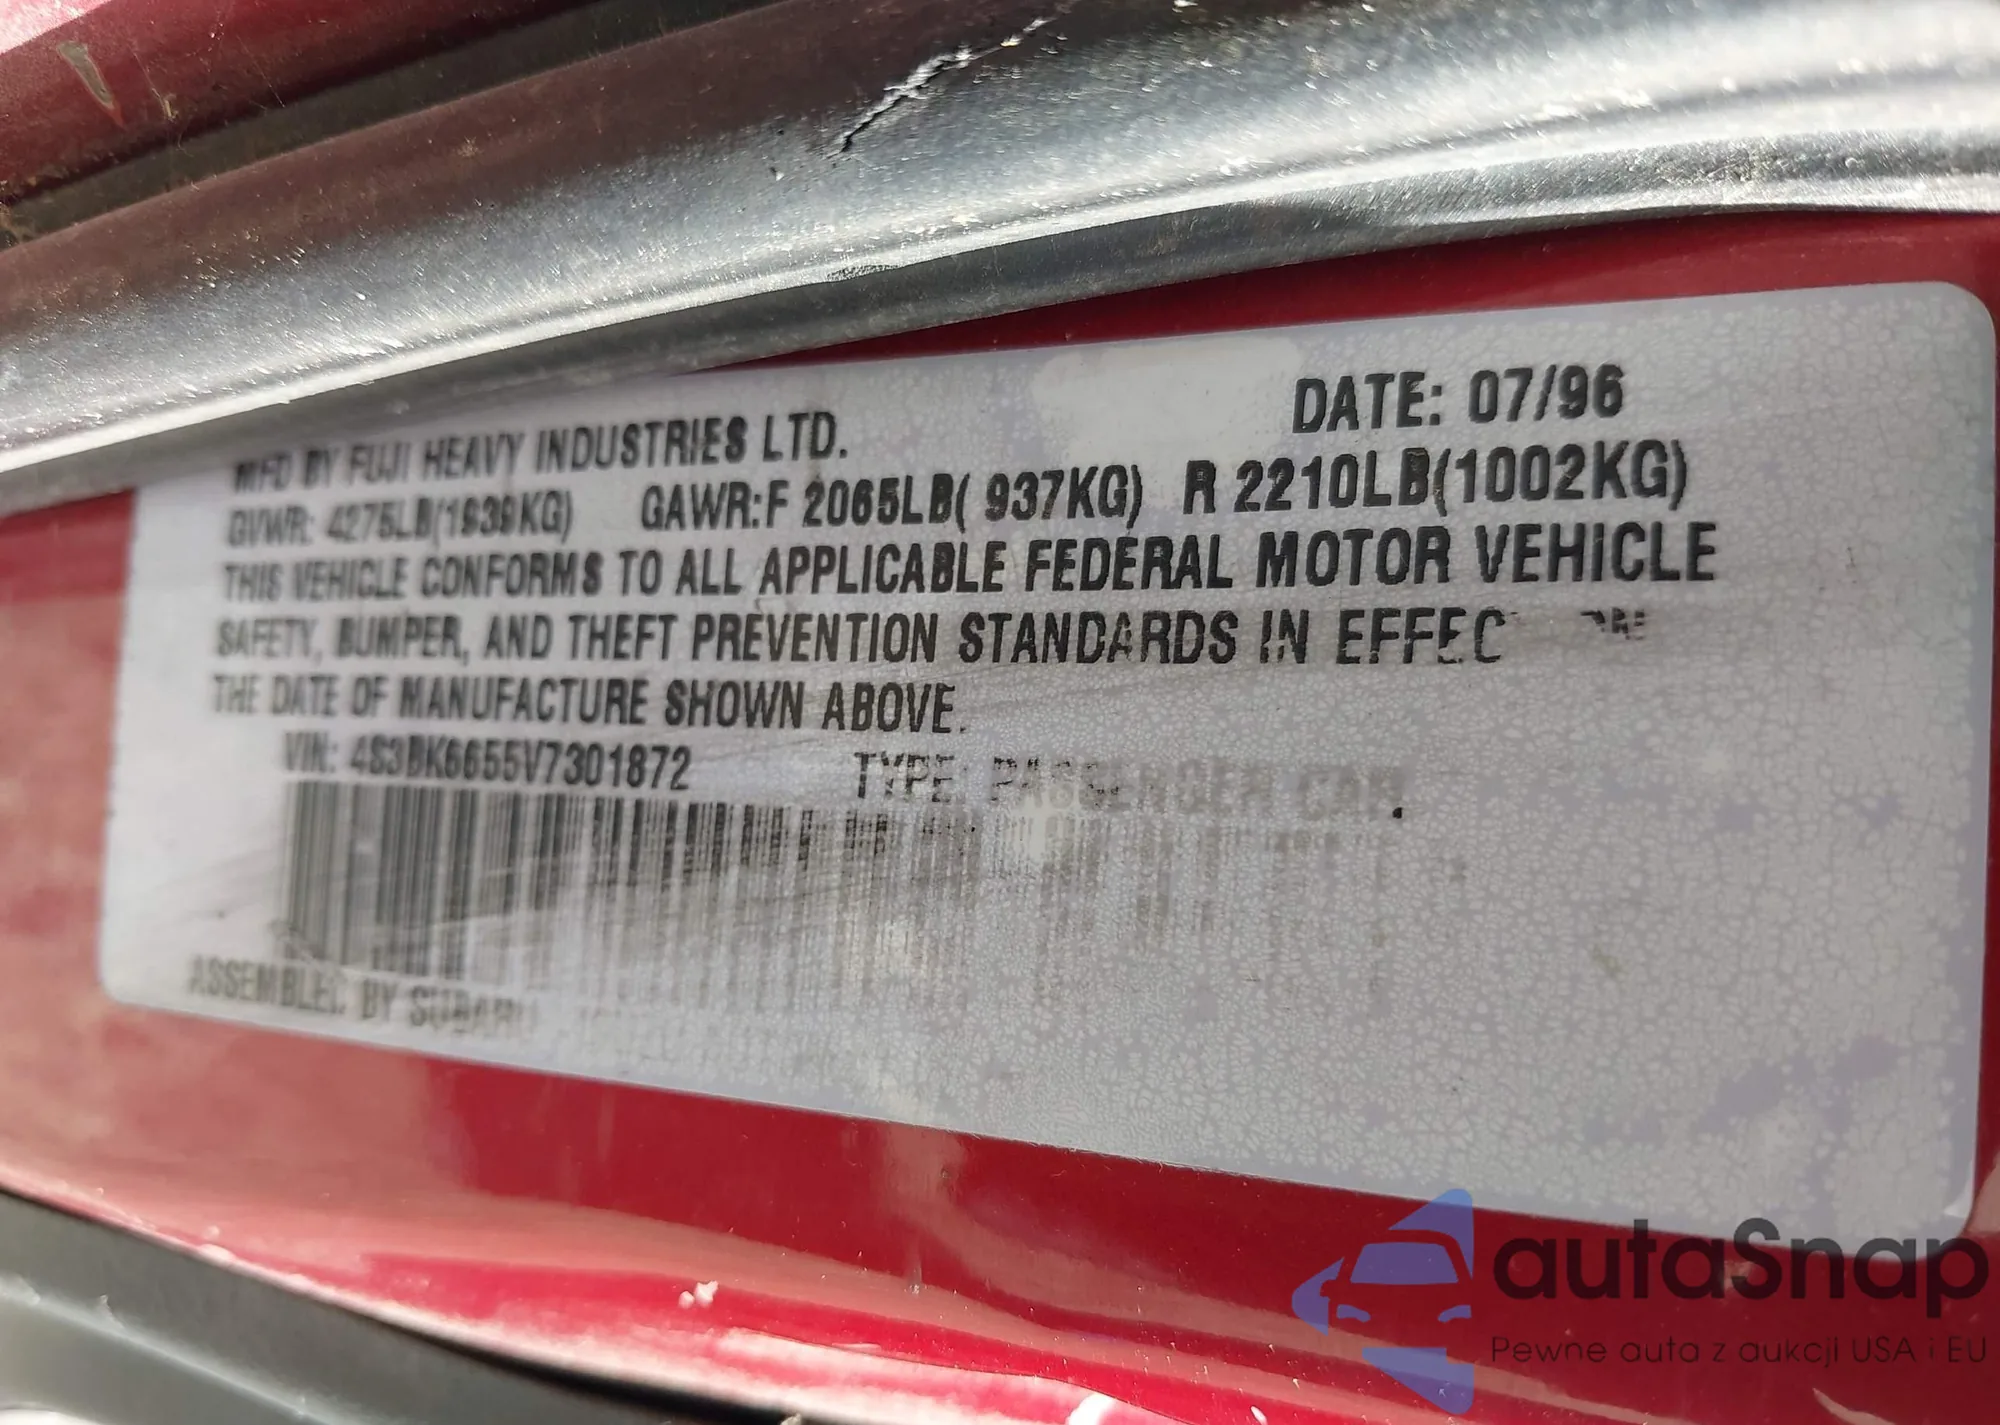 DATE: 07/96
MFD BY FUJI HEAVY INDUSTRIES LTD.
GVWR: 4275LB(1939KG) GAWR:F 2065LB( 937KG) R 2210LB(1002KG)
THIS VEHICLE CONFORMS TO ALL APPLICABLE FEDERAL MOTOR VEHICLE
SAFETY, BUMPER, AND THEFT PREVENTION STANDARDS IN EFFEC
THE DATE OF MANUFACTURE SHOWN ABOVE.
VIN: 4S3BK6655V7301872 TYPE: PASSENGER CAR.
ASSEMBLED BY SUBARU
autaSnap
Pewne auta z aukcji USA i EU